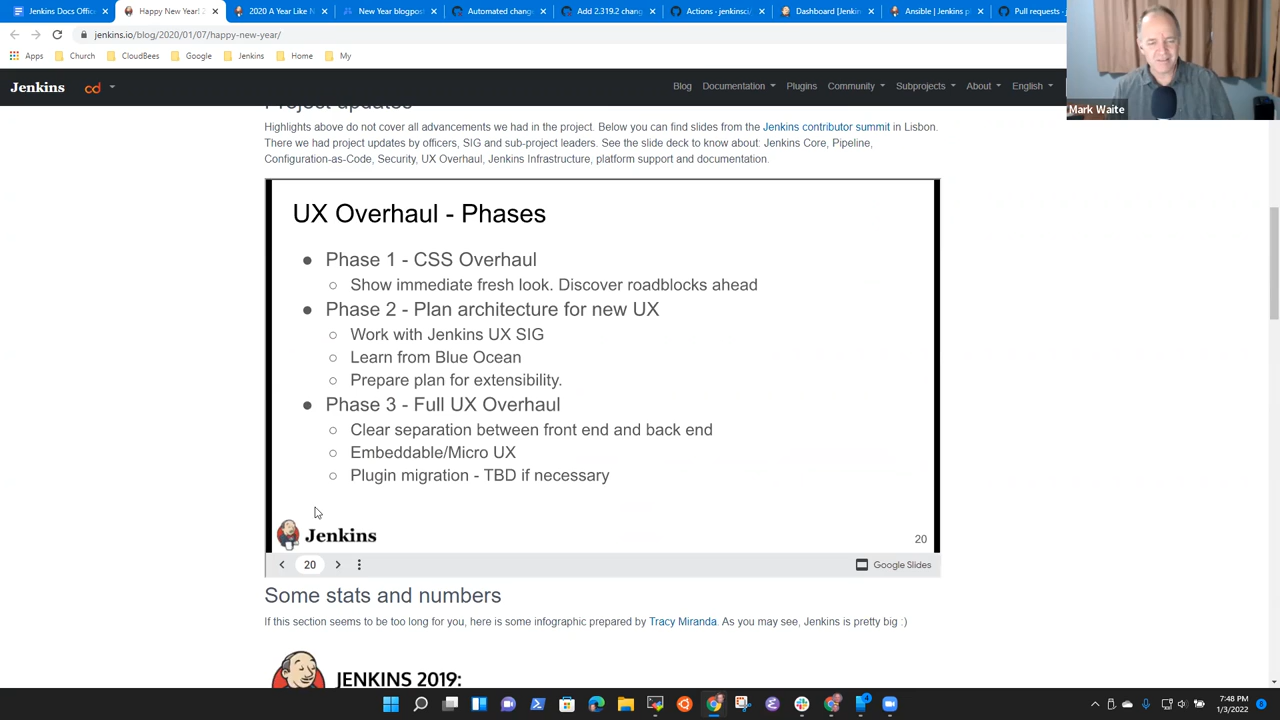 Jenkins Docs Offic
Happy New Year! 2
2020 A Year Like N
New Year blogpost
Automated change
Add 2.319.2 chang
Actions · jenkinsci/
Dashboard [Jenkin
Ansible | Jenkins pl
Pull requests · j
jenkins.io/blog/2020/01/07/happy-new-year/
Apps
Church
CloudBees
Google
Jenkins
Home
My
Jenkins
cd
Blog
Documentation
Plugins
Community
Subprojects
About
English
Mark Waite
Project updates
Highlights above do not cover all advancements we had in the project. Below you can find slides from the Jenkins contributor summit in Lisbon.
There we had project updates by officers, SIG and sub-project leaders. See the slide deck to know about: Jenkins Core, Pipeline,
Configuration-as-Code, Security, UX Overhaul, Jenkins Infrastructure, platform support and documentation.
UX Overhaul - Phases
● Phase 1 - CSS Overhaul
○ Show immediate fresh look. Discover roadblocks ahead
● Phase 2 - Plan architecture for new UX
○ Work with Jenkins UX SIG
○ Learn from Blue Ocean
○ Prepare plan for extensibility.
● Phase 3 - Full UX Overhaul
○ Clear separation between front end and back end
○ Embeddable/Micro UX
○ Plugin migration - TBD if necessary
Jenkins
20
20
Google Slides
Some stats and numbers
If this section seems to be too long for you, here is some infographic prepared by Tracy Miranda. As you may see, Jenkins is pretty big :)
JENKINS 2019:
7:48 PM
1/3/2022